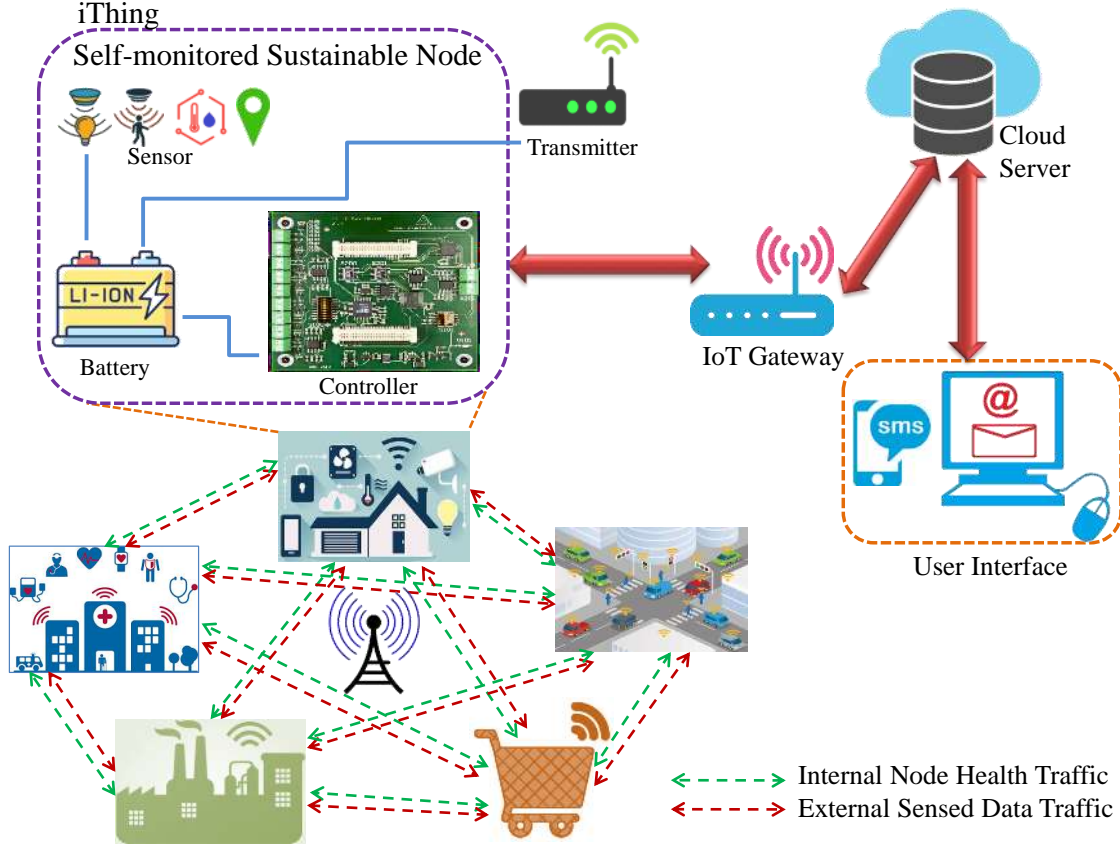 iThing
Self-monitored Sustainable Node
Sensor
Transmitter
Cloud
Server
LI-ION
Battery
Controller
IoT Gateway
sms
@
User Interface
Internal Node Health Traffic
External Sensed Data Traffic